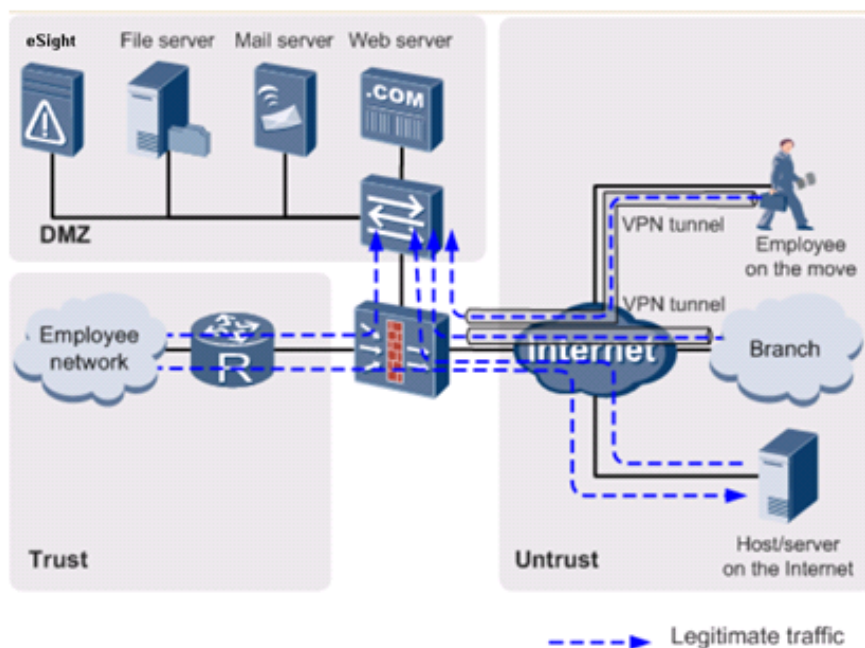 eSight
File server
Mail server
Web server
.COM
DMZ
VPN tunnel
Employee
on the move
VPN tunnel
Employee
network
R
Internet
Branch
Trust
Untrust
Host/server
on the Internet
Legitimate traffic